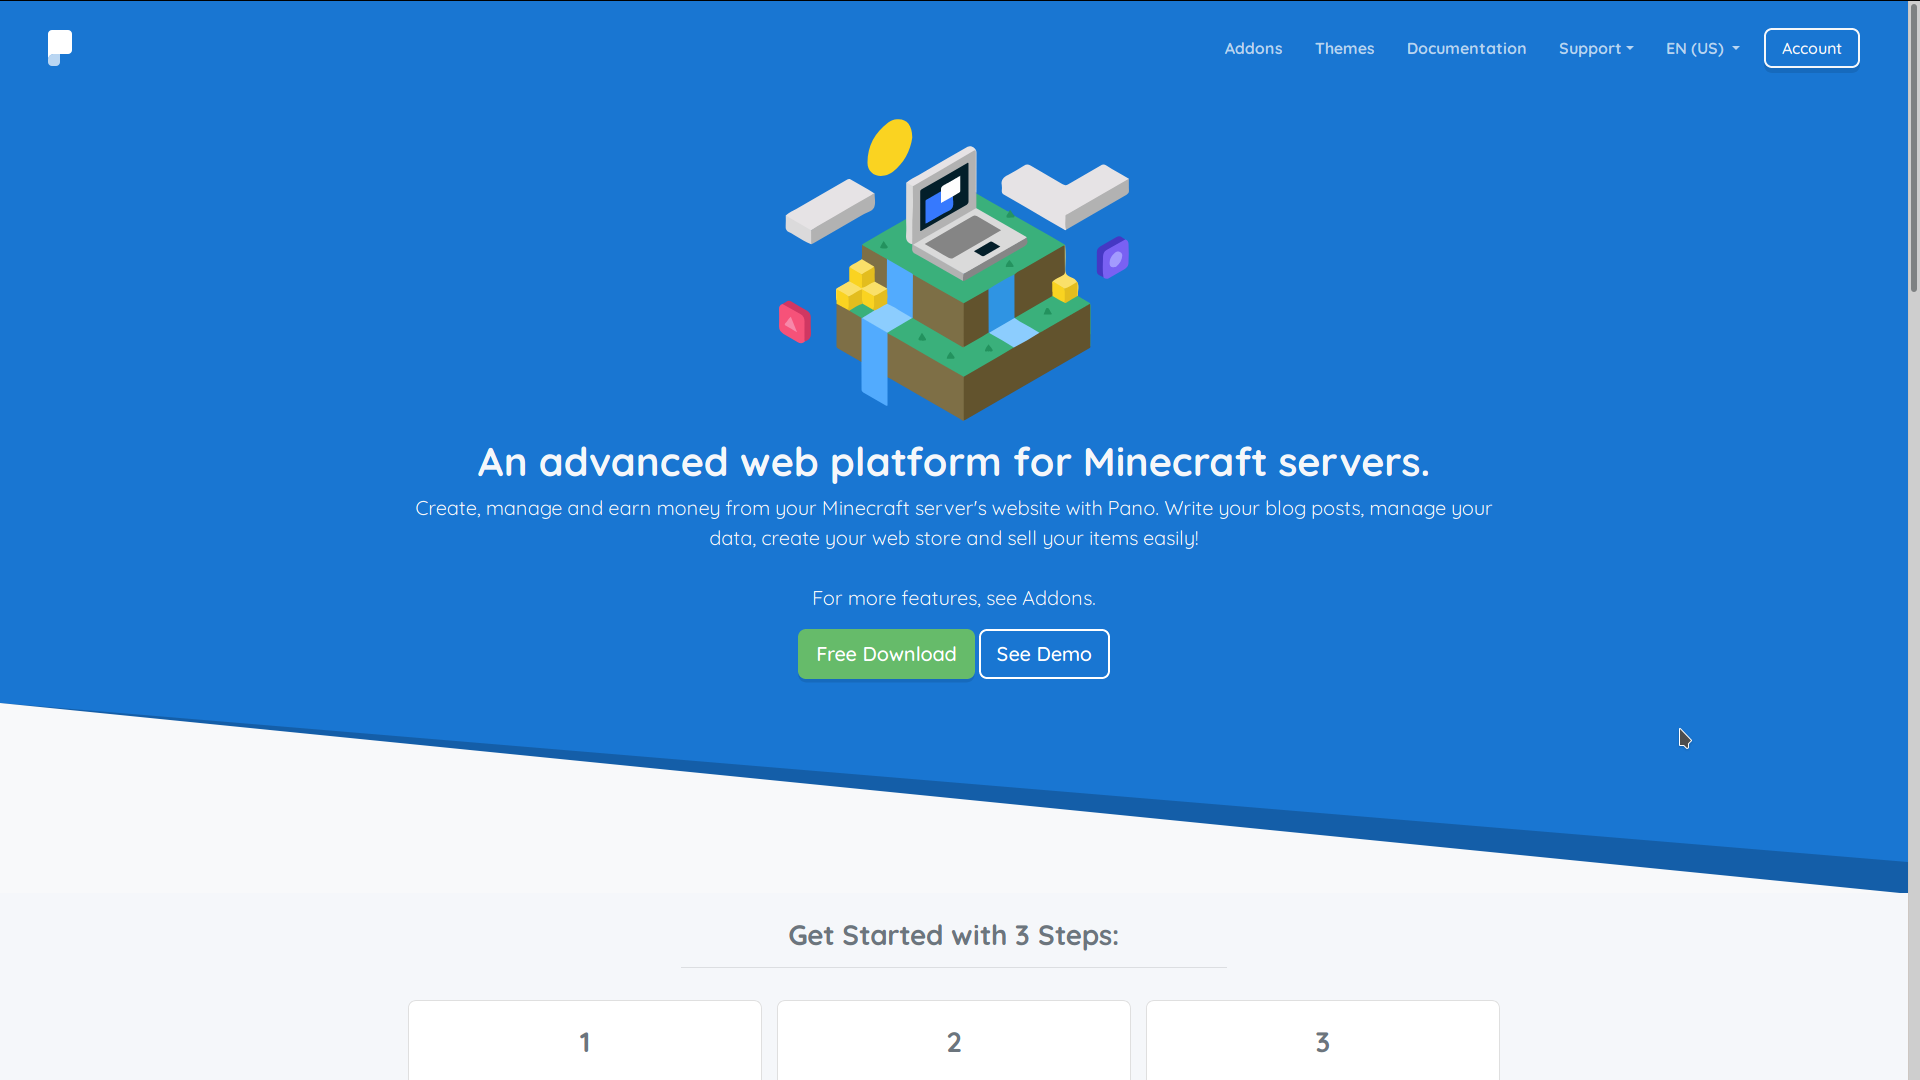 Addons Themes Documentation Support EN (US) Account
An advanced web platform for Minecraft servers.
Create, manage and earn money from your Minecraft server's website with Pano. Write your blog posts, manage your
data, create your web store and sell your items easily!
For more features, see Addons.
Free Download See Demo
Get Started with 3 Steps:
1 2 3